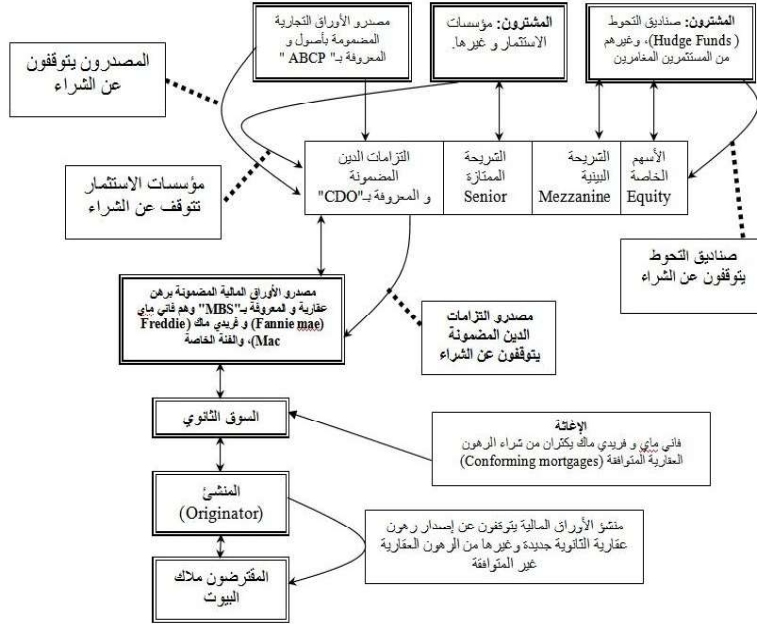 المشترون: صناديق التحوط
(Hudge Funds )، وغيرهم
من المستثمرين المغامرين
المشترون: مؤسسات
الاستثمار و غيرها.
مصدرو الأوراق التجارية
المضمومة بأصول و
المعروفة بـ" ABCP "
المصدرون يتوقفون
عن الشراء
الأسهم
الخاصة
Equity
الشريحة
البينية
Mezzanine
الشريحة
الممتازة
Senior
التزامات الدين
المضمونة
و المعروفة بـ"CDO"
مؤسسات الاستثمار
تتوقف عن الشراء
صناديق التحوط
يتوقفون عن الشراء
مصدرو الأوراق المالية المضمونة برهن
عقارية و المعروفة بـ"MBS" وهم فاني ماي
(Fannie mae) و فريدي ماك (Freddie
Mac)، والفئة الخاصة
مصدرو التزامات
الدين المضمونة
يتوقفون عن الشراء
السوق الثانوي
الإغاثة
فاني ماي و فريدي ماك يكثران من شراء الرهون
العقارية المتوافقة (Conforming mortgages)
المنشئ
(Originator)
منشؤ الأوراق المالية يتوقفون عن إصدار رهون
عقارية الثانوية جديدة وغيرها من الرهون العقارية
غير المتوافقة
المقترضون ملاك
البيوت